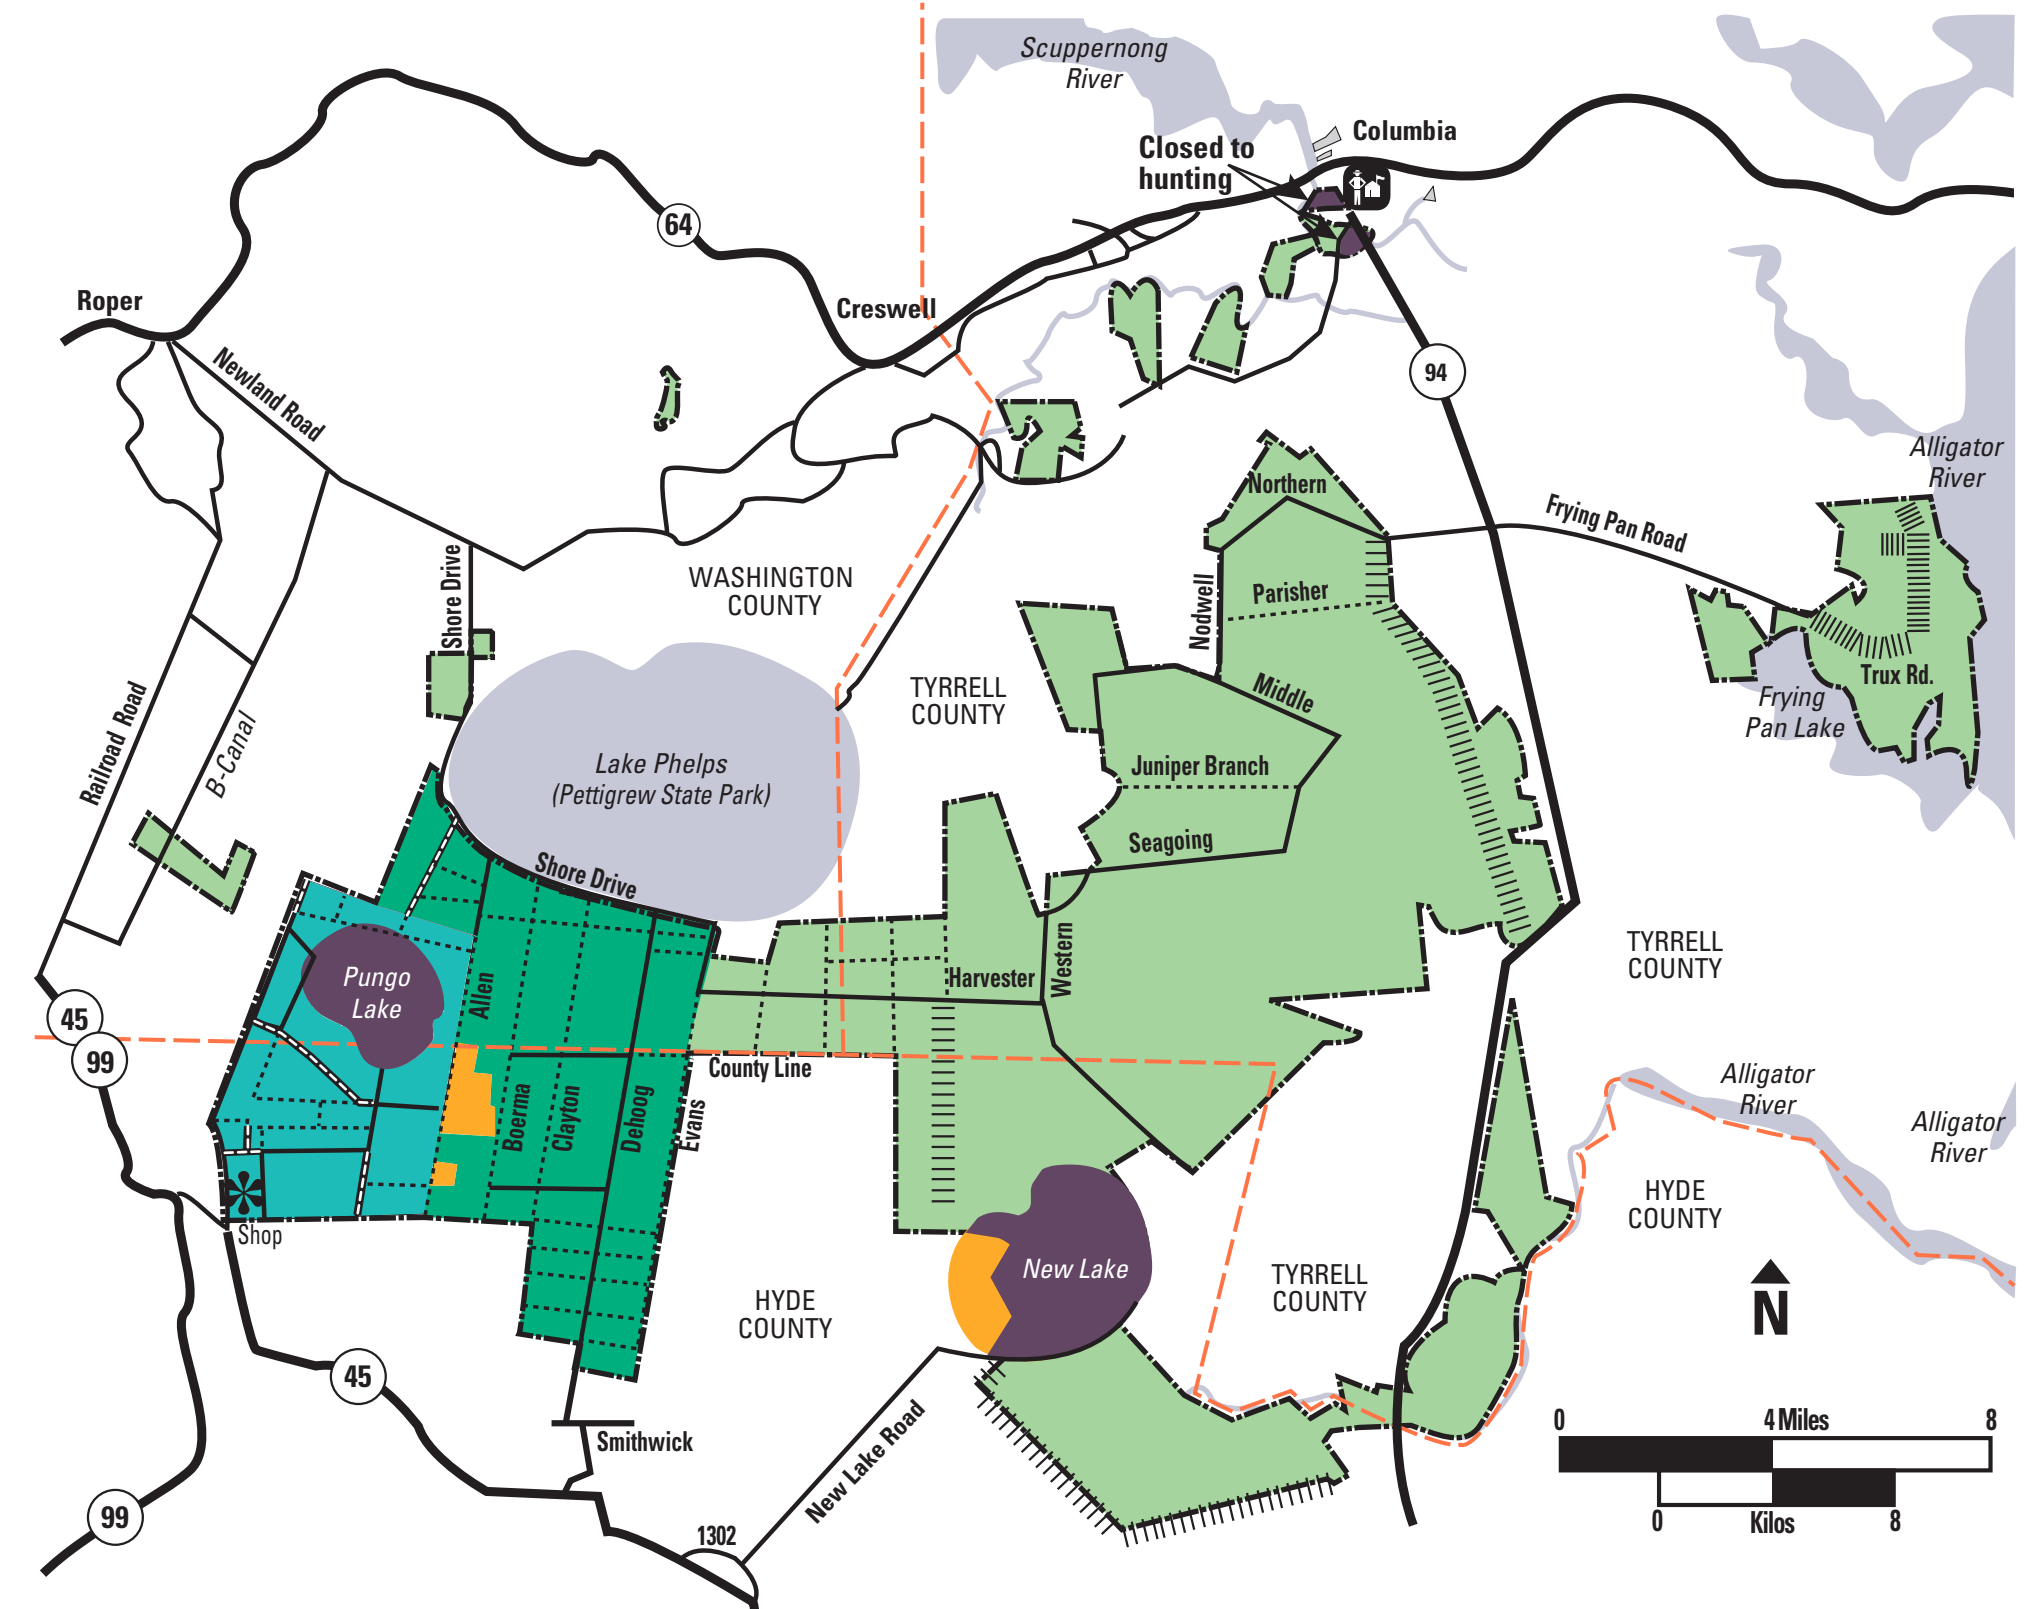 Scuppernong
River
Columbia
Closed to
hunting
64
Roper
Creswell
Newland Road
94
Alligator
River
Northern
Frying Pan Road
Shore Drive
WASHINGTON
COUNTY
Nodwell
Parisher
Trux Rd.
TYRRELL
COUNTY
Middle
Frying
Pan Lake
Railroad Road
B-Canal
Lake Phelps
(Pettigrew State Park)
Juniper Branch
Seagoing
Shore Drive
TYRRELL
COUNTY
Western
Harvester
Pungo
Lake
Allen
45
99
County Line
Alligator
River
Alligator
River
Boerma
Clayton
Dehoog
Evans
HYDE
COUNTY
Shop
New Lake
TYRRELL
COUNTY
HYDE
COUNTY
N
45
0
4 Miles
8
Smithwick
New Lake Road
99
1302
0
Kilos
8